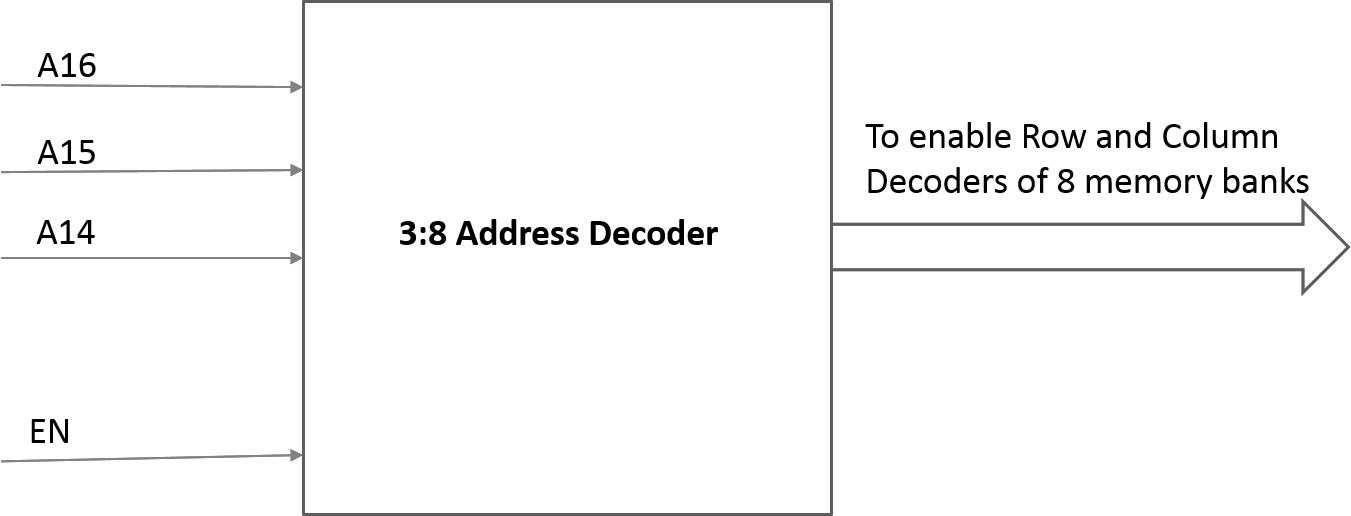 A16
A15
A14
EN
3:8 Address Decoder
To enable Row and Column
Decoders of 8 memory banks